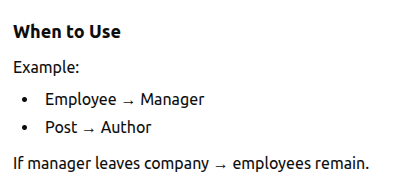 When to Use
Example:
• Employee → Manager
• Post → Author
If manager leaves company → employees remain.